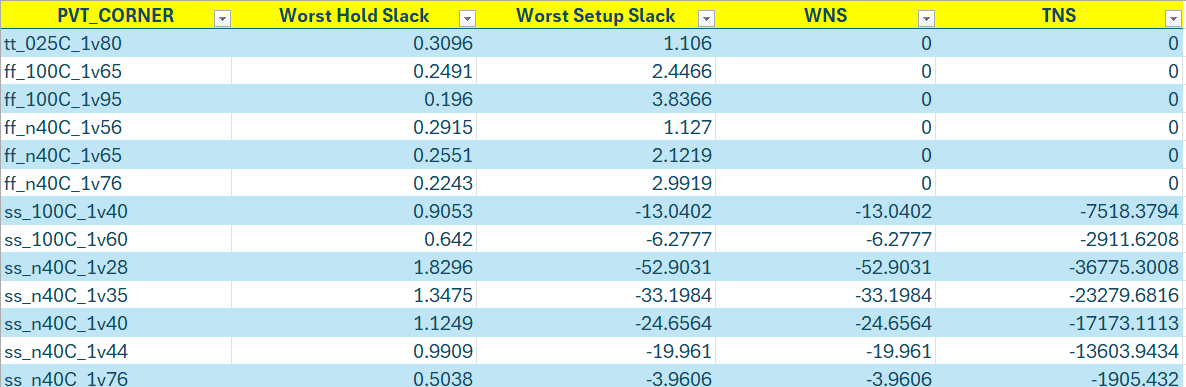 PVT_CORNER Worst Hold Slack Worst Setup Slack WNS TNS
tt_025C_1v80 0.3096 1.106 0 0
ff_100C_1v65 0.2491 2.4466 0 0
ff_100C_1v95 0.196 3.8366 0 0
ff_n40C_1v56 0.2915 1.127 0 0
ff_n40C_1v65 0.2551 2.1219 0 0
ff_n40C_1v76 0.2243 2.9919 0 0
ss_100C_1v40 0.9053 -13.0402 -13.0402 -7518.3794
ss_100C_1v60 0.642 -6.2777 -6.2777 -2911.6208
ss_n40C_1v28 1.8296 -52.9031 -52.9031 -36775.3008
ss_n40C_1v35 1.3475 -33.1984 -33.1984 -23279.6816
ss_n40C_1v40 1.1249 -24.6564 -24.6564 -17173.1113
ss_n40C_1v44 0.9909 -19.961 -19.961 -13603.9434
ss_n40C_1v76 0.5038 -3.9606 -3.9606 -1905.432